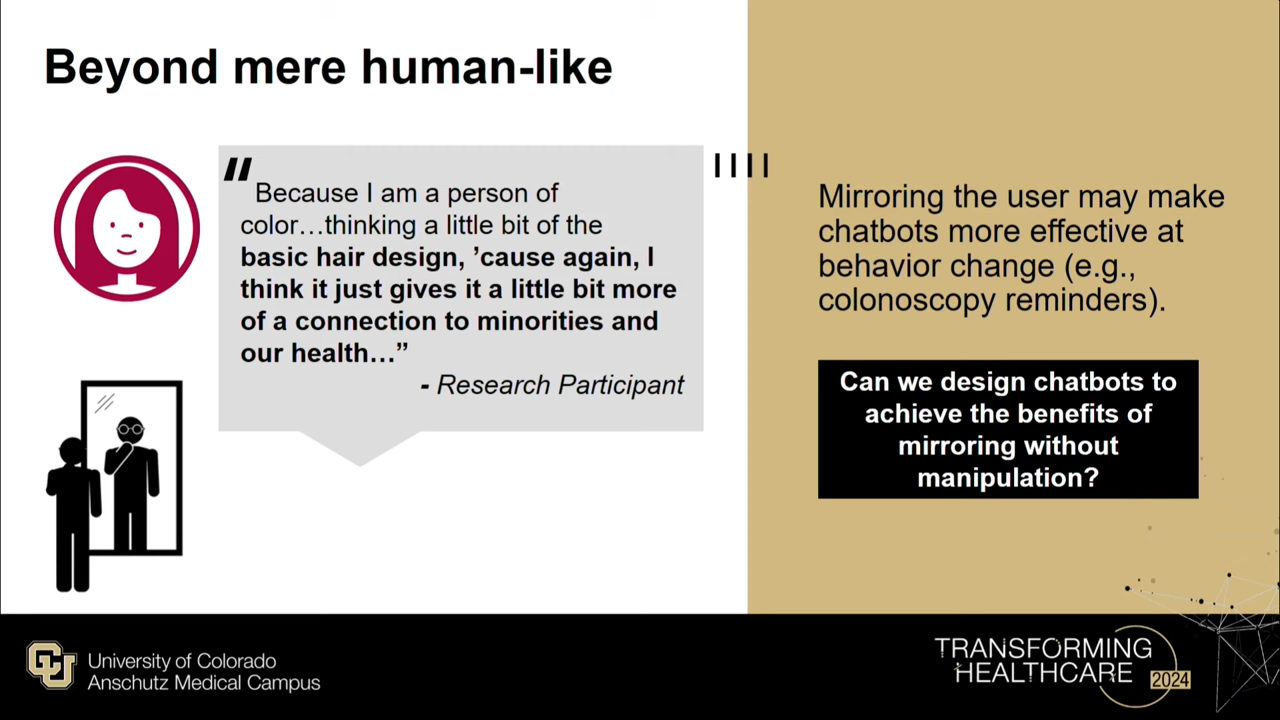 Beyond mere human-like
"
Because I am a person of
color…thinking a little bit of the
basic hair design, ’cause again, I
think it just gives it a little bit more
of a connection to minorities and
our health…”
- Research Participant
Mirroring the user may make
chatbots more effective at
behavior change (e.g.,
colonoscopy reminders).
Can we design chatbots to
achieve the benefits of
mirroring without
manipulation?
CU
University of Colorado
Anschutz Medical Campus
TRANSFORMING
HEALTHCARE
2024